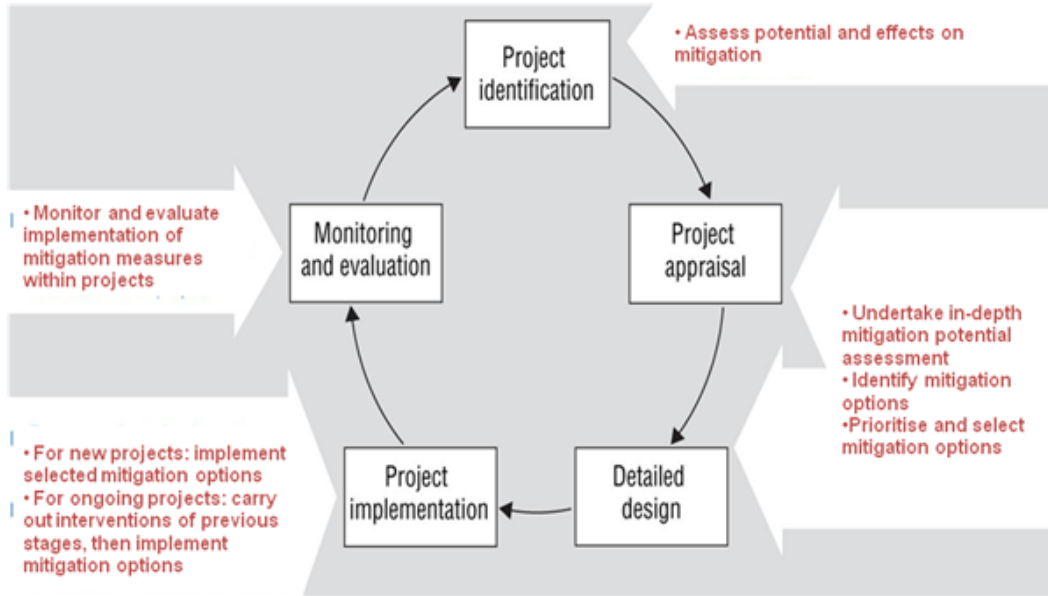 Project
identification
• Assess potential and effects on
mitigation
• Monitor and evaluate
implementation of
mitigation measures
within projects
Monitoring
and evaluation
Project
appraisal
• Undertake in-depth
mitigation potential
assessment
• Identify mitigation
options
•Prioritise and select
mitigation options
• For new projects: implement
selected mitigation options
• For ongoing projects: carry
out interventions of previous
stages, then implement
mitigation options
Project
implementation
Detailed
design